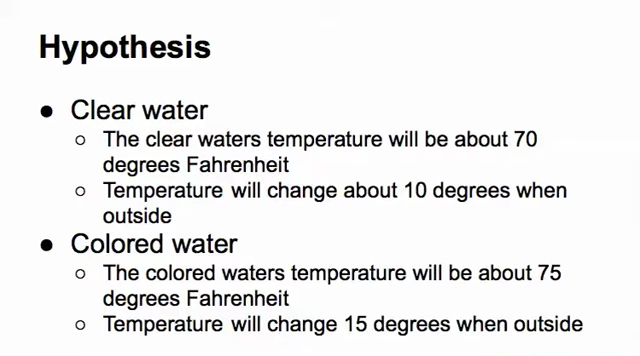 Hypothesis
● Clear water
○ The clear waters temperature will be about 70
degrees Fahrenheit
○ Temperature will change about 10 degrees when
outside
● Colored water
○ The colored waters temperature will be about 75
degrees Fahrenheit
○ Temperature will change 15 degrees when outside